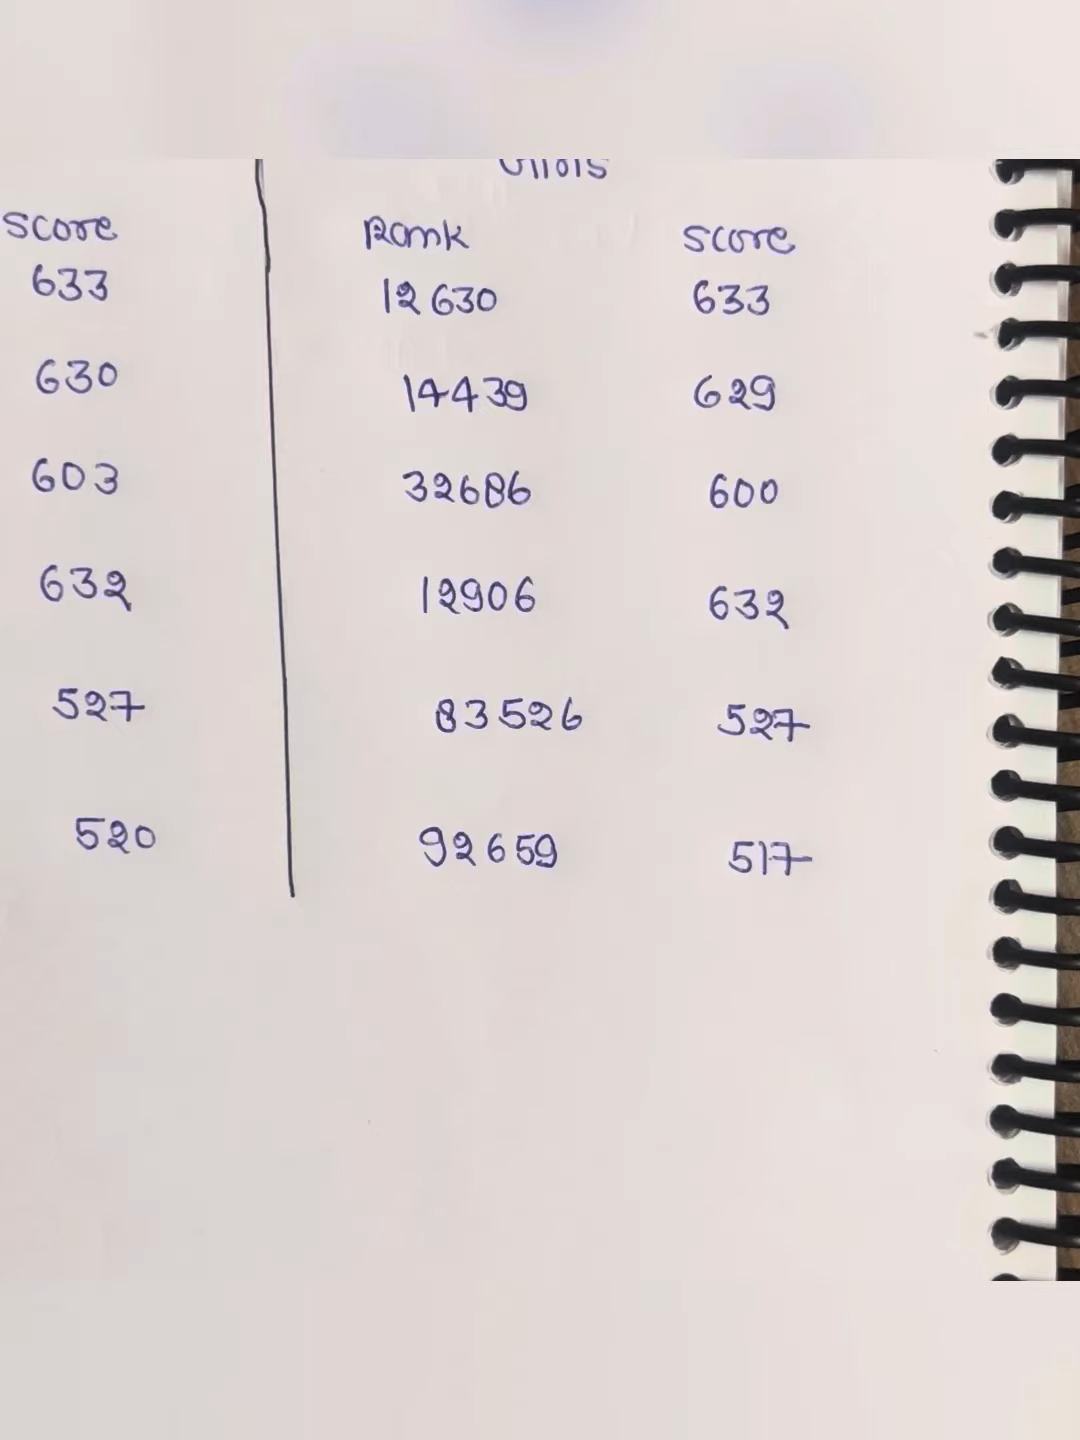 Score Rank Score
633 12630 633
630 14439 629
603 32686 600
632 12906 632
527 83526 527
520 92659 517